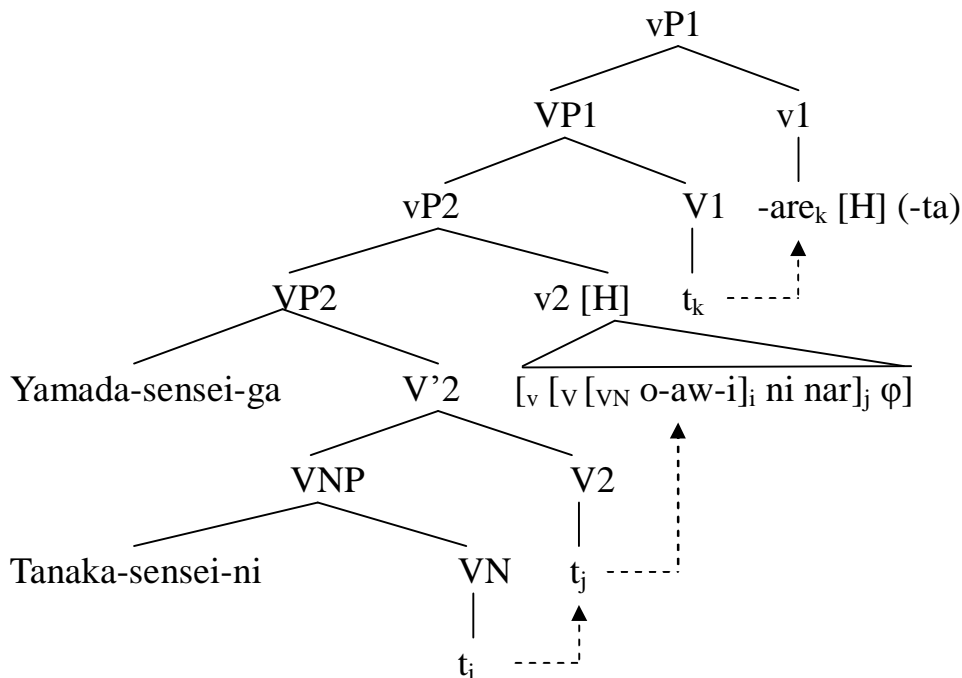 vP1
VP1 v1
vP2 V1 -areₖ [H] (-ta)
VP2 v2 [H] tₖ
Yamada-sensei-ga V’2 [ᵥ [V [VN o-aw-i]ᵢ ni nar]ⱼ φ]
VNP V2
Tanaka-sensei-ni VN tⱼ
tᵢ